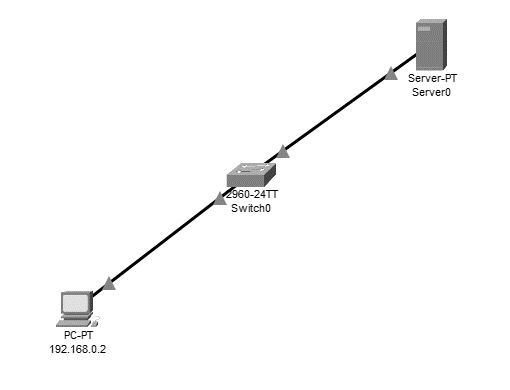 Server-PT
Server0
2960-24TT
Switch0
PC-PT
192.168.0.2